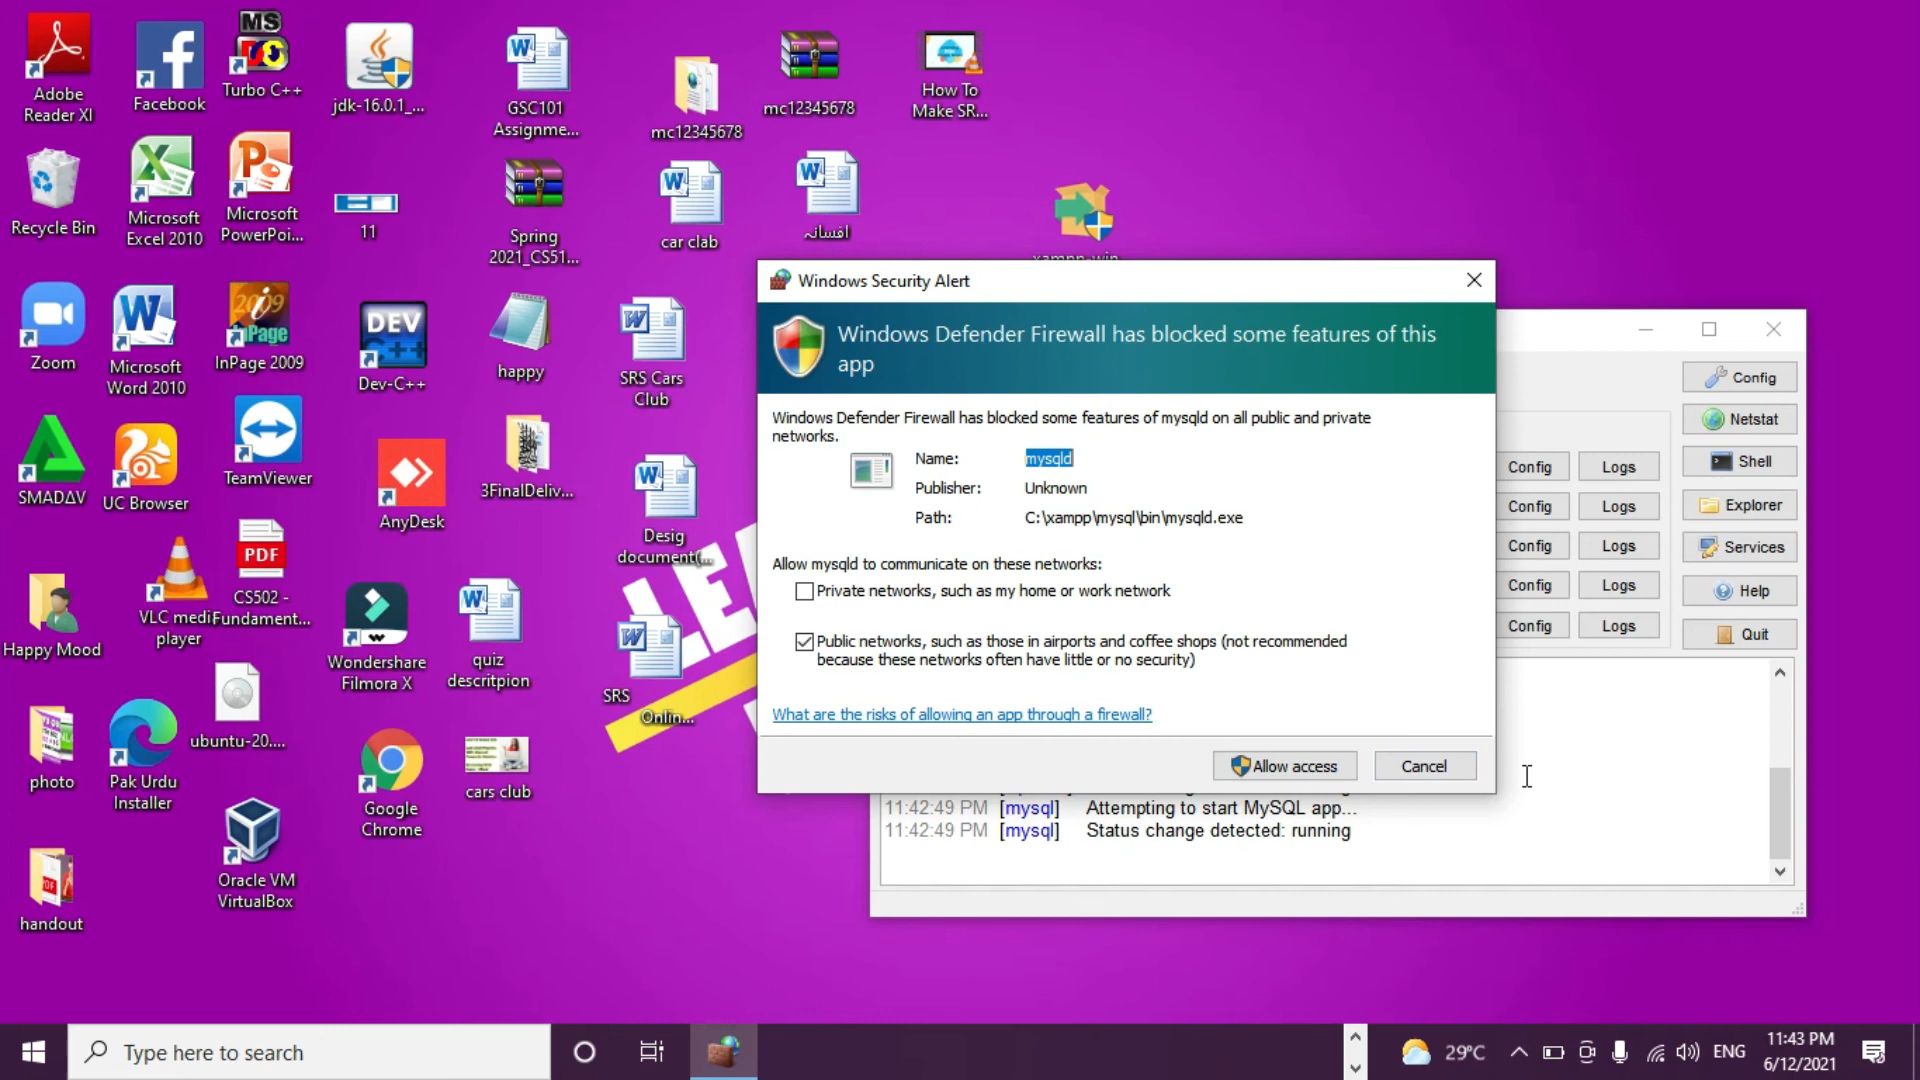 Adobe
Reader XI
Facebook
MS
Turbo C++
jdk-16.0.1_...
GSC101
Assignme...
mc12345678
mc12345678
How To
Make SR...
Recycle Bin
Microsoft
Excel 2010
Microsoft
PowerPoi...
11
Spring
2021_CS51...
car clab
افسانہ
Zoom
Microsoft
Word 2010
2009
inPage
InPage 2009
DEV
C++
Dev-C++
happy
SRS Cars
Club
SMADΔV
UC Browser
TeamViewer
AnyDesk
3FinalDeliv...
Desig
document(...
Happy Mood
VLC medi
player
PDF
CS502 -
Fundament...
Wondershare
Filmora X
quiz
descritpion
SRS
Onlin...
photo
Pak Urdu
Installer
ubuntu-20....
Google
Chrome
cars club
handout
Oracle VM
VirtualBox
Windows Security Alert
Windows Defender Firewall has blocked some features of this
app
Windows Defender Firewall has blocked some features of mysqld on all public and private
networks.
Name: mysqld
Publisher: Unknown
Path: C:\xampp\mysql\bin\mysqld.exe
Allow mysqld to communicate on these networks:
Private networks, such as my home or work network
Public networks, such as those in airports and coffee shops (not recommended
because these networks often have little or no security)
What are the risks of allowing an app through a firewall?
Allow access Cancel
Config
Netstat
Shell
Explorer
Services
Help
Quit
Config Logs
Config Logs
Config Logs
Config Logs
Config Logs
11:42:49 PM [mysql] Attempting to start MySQL app...
11:42:49 PM [mysql] Status change detected: running
Type here to search
29°C
ENG
11:43 PM
6/12/2021